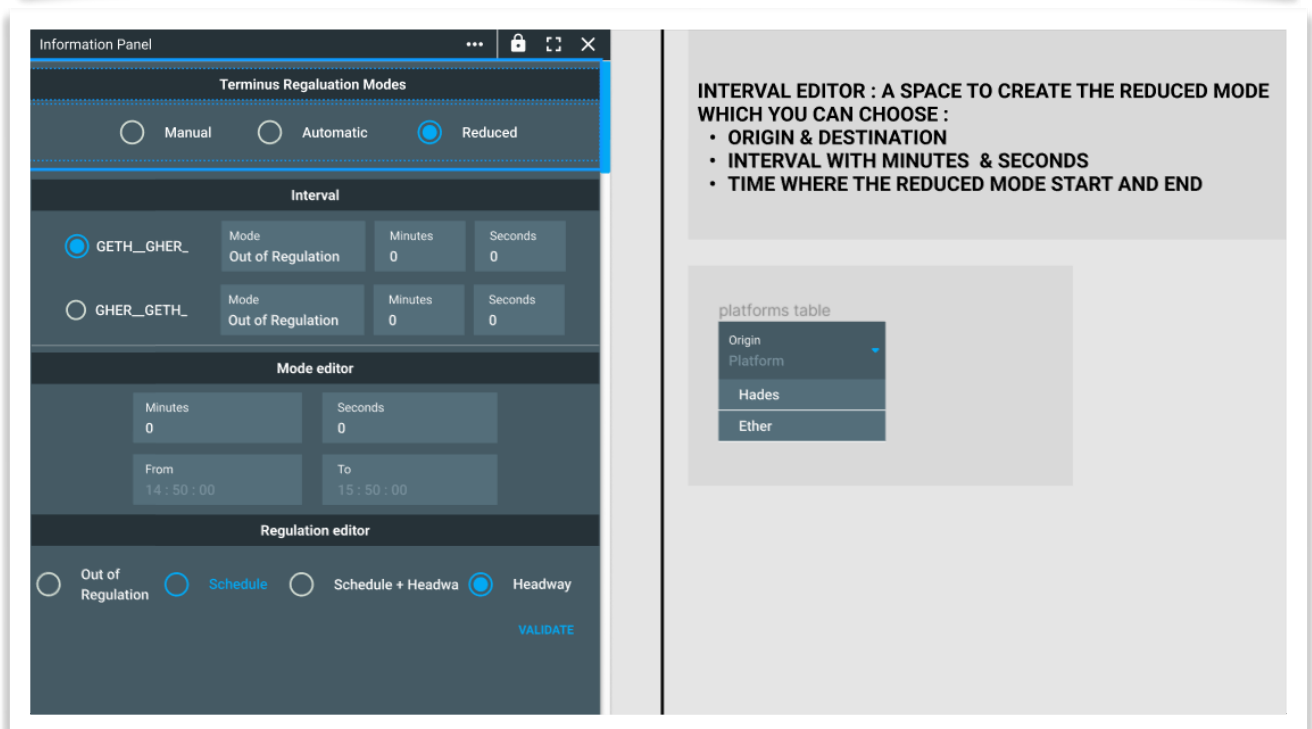 Information Panel
Terminus Regaluation Modes
Manual Automatic Reduced
Interval
GETH__GHER_ Mode Minutes Seconds
Out of Regulation 0 0
GHER__GETH_ Mode Minutes Seconds
Out of Regulation 0 0
Mode editor
Minutes Seconds
0 0
From To
14 : 50 : 00 15 : 50 : 00
Regulation editor
Out of
Regulation Schedule Schedule + Headwa Headway
VALIDATE
INTERVAL EDITOR : A SPACE TO CREATE THE REDUCED MODE
WHICH YOU CAN CHOOSE :
• ORIGIN & DESTINATION
• INTERVAL WITH MINUTES & SECONDS
• TIME WHERE THE REDUCED MODE START AND END
platforms table
Origin
Platform
Hades
Ether